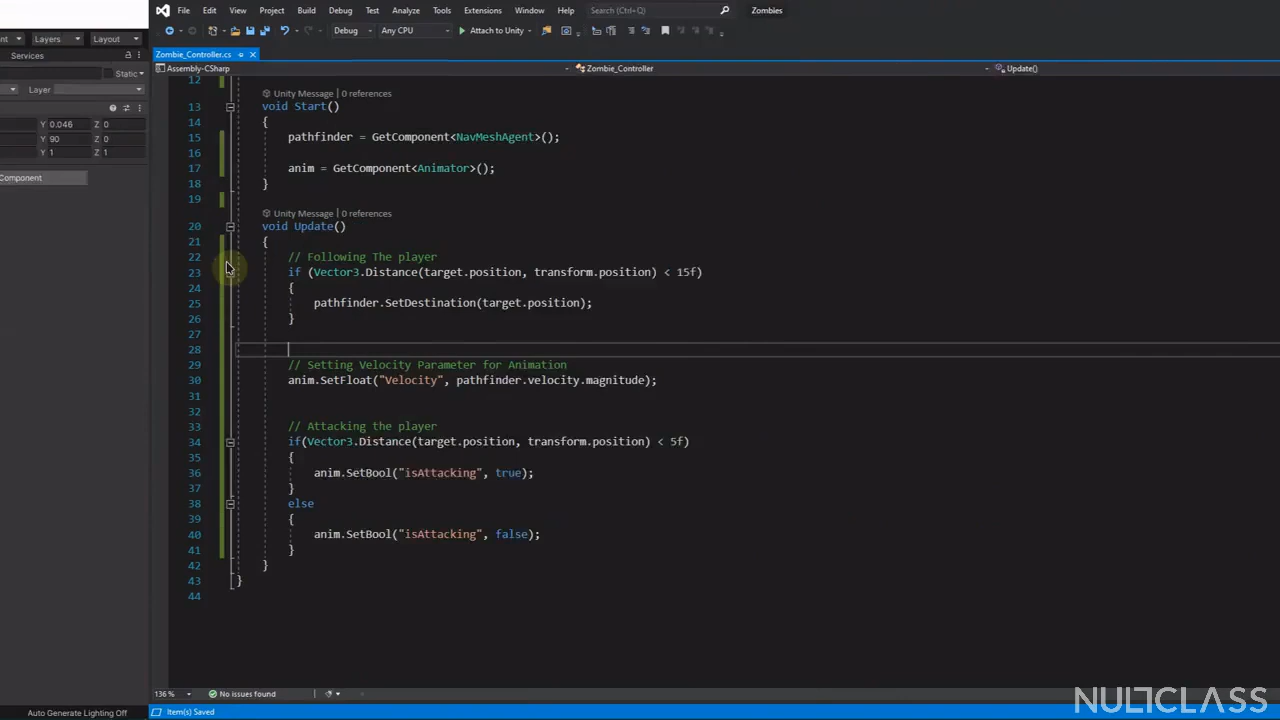 File Edit View Project Build Debug Test Analyze Tools Extensions Window Help Search (Ctrl+Q) Zombies
Layers Layout
Debug Any CPU Attach to Unity
Services
Zombie_Controller.cs
Static
Assembly-CSharp Zombie_Controller Update()
Layer
12
Unity Message | 0 references
13 void Start()
14 {
Y 0.046 Z 0
15 pathfinder = GetComponent<NavMeshAgent>();
Y 90 Z 0
16
Y 1 Z 1
17 anim = GetComponent<Animator>();
Component
18 }
19
Unity Message | 0 references
20 void Update()
21 {
22 // Following The player
23 if (Vector3.Distance(target.position, transform.position) < 15f)
24 {
25 pathfinder.SetDestination(target.position);
26 }
27
28
29 // Setting Velocity Parameter for Animation
30 anim.SetFloat("Velocity", pathfinder.velocity.magnitude);
31
32
33 // Attacking the player
34 if(Vector3.Distance(target.position, transform.position) < 5f)
35 {
36 anim.SetBool("isAttacking", true);
37 }
38 else
39 {
40 anim.SetBool("isAttacking", false);
41 }
42 }
43 }
44
136 % No issues found
NULLCLASS
Auto Generate Lighting Off Item(s) Saved